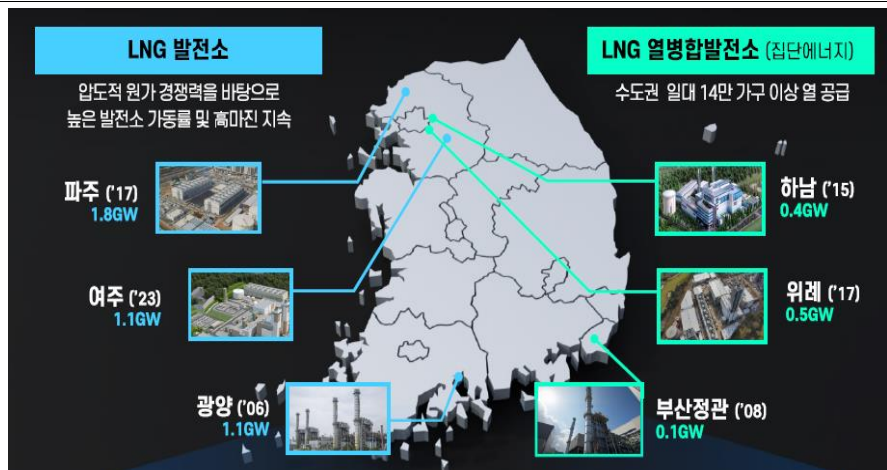 LNG 발전소
압도적 원가 경쟁력을 바탕으로
높은 발전소 가동률 및 高마진 지속
LNG 열병합발전소 (집단에너지)
수도권 일대 14만 가구 이상 열 공급
파주 ('17)
1.8GW
여주 ('23)
1.1GW
광양 ('06)
1.1GW
하남 ('15)
0.4GW
위례 ('17)
0.5GW
부산정관 ('08)
0.1GW